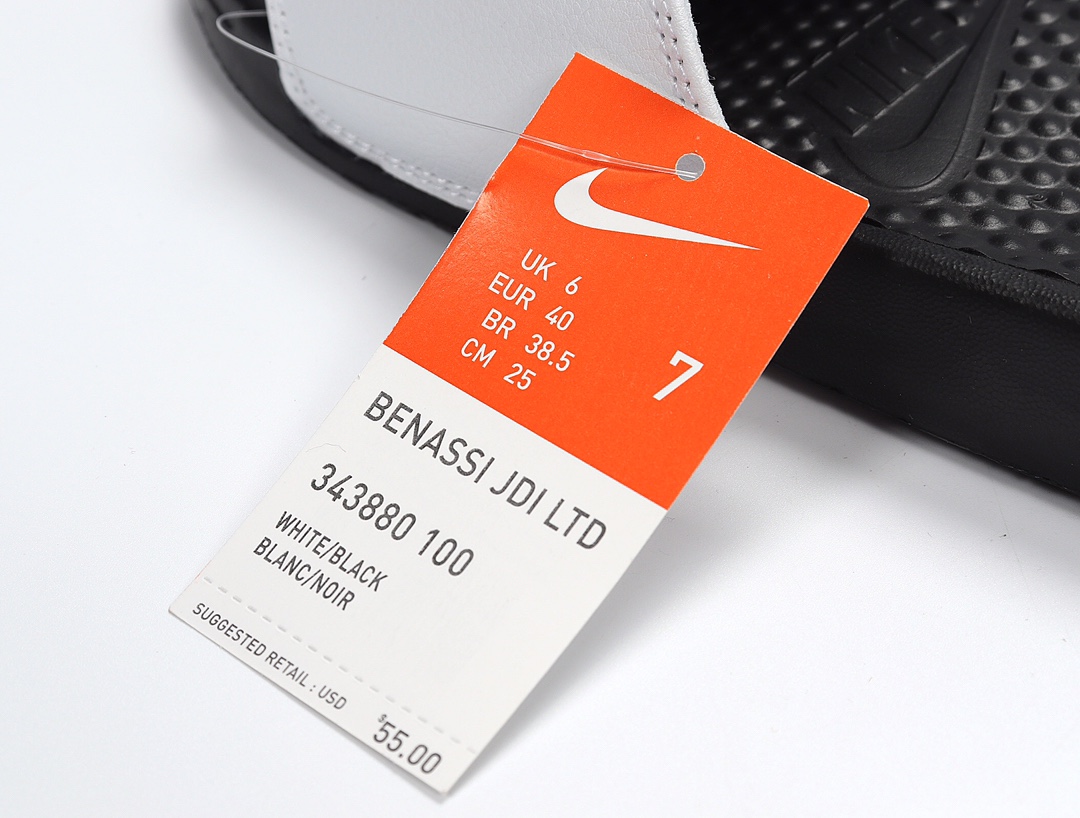 NIKE
UK 6
EUR 40
BR 38.5
CM 25
7
BENASSI JDI LTD
343880 100
WHITE/BLACK
BLANC/NOIR
SUGGESTED RETAIL : USD
$55.00